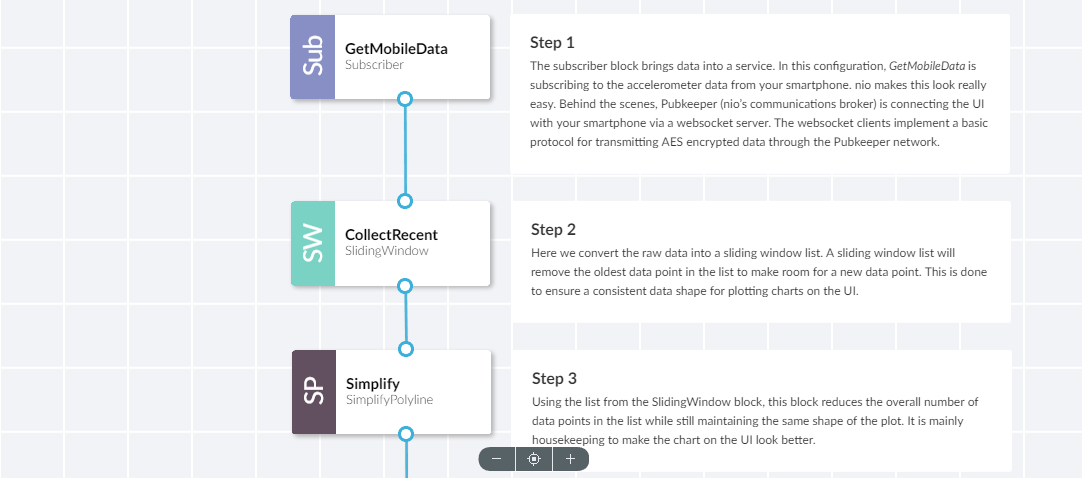 Sub
GetMobileData
Subscriber
Step 1
The subscriber block brings data into a service. In this configuration, GetMobileData is
subscribing to the accelerometer data from your smartphone. nio makes this look really
easy. Behind the scenes, Pubkeeper (nio's communications broker) is connecting the UI
with your smartphone via a websocket server. The websocket clients implement a basic
protocol for transmitting AES encrypted data through the Pubkeeper network.
SW
CollectRecent
SlidingWindow
Step 2
Here we convert the raw data into a sliding window list. A sliding window list will
remove the oldest data point in the list to make room for a new data point. This is done
to ensure a consistent data shape for plotting charts on the UI.
SP
Simplify
SimplifyPolyline
Step 3
Using the list from the SlidingWindow block, this block reduces the overall number of
data points in the list while still maintaining the same shape of the plot. It is mainly
housekeeping to make the chart on the UI look better.